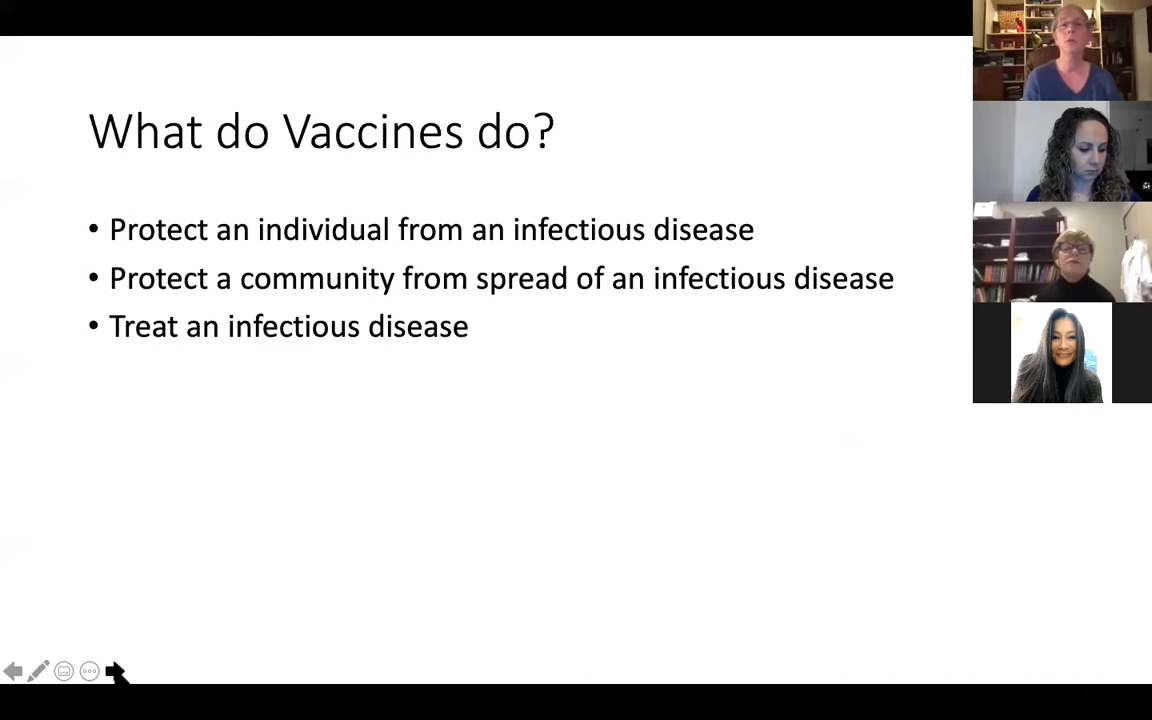 What do Vaccines do?
• Protect an individual from an infectious disease
• Protect a community from spread of an infectious disease
• Treat an infectious disease